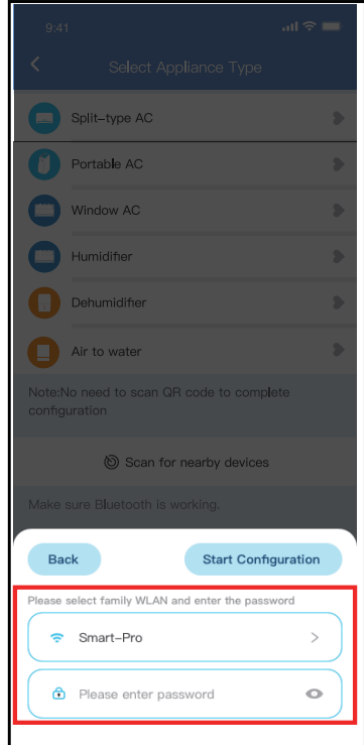 9:41
Select Appliance Type
Split-type AC
Portable AC
Window AC
Humidifier
Dehumidifier
Air to water
Note:No need to scan QR code to complete
configuration
Scan for nearby devices
Make sure Bluetooth is working.
Back Start Configuration
Please select family WLAN and enter the password
Smart-Pro
Please enter password